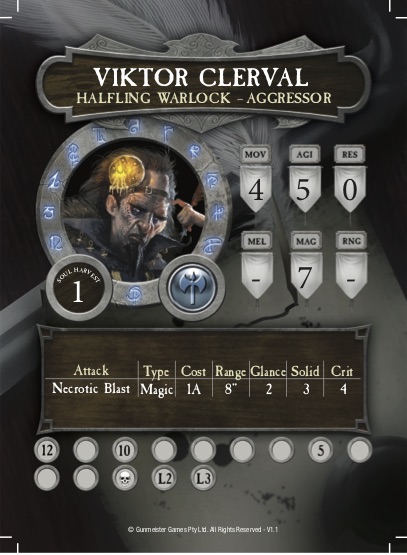 VIKTOR CLERVAL
HALFLING WARLOCK - AGGRESSOR
MOV AGI RES
4 5 0
MEL MAG RNG
- 7 -
SOUL HARVEST
1
Attack Type Cost Range Glance Solid Crit
Necrotic Blast Magic 1A 8" 2 3 4
12 10 5
L2 L3
© Gunmeister Games Pty Ltd. All Rights Reserved - V1.1